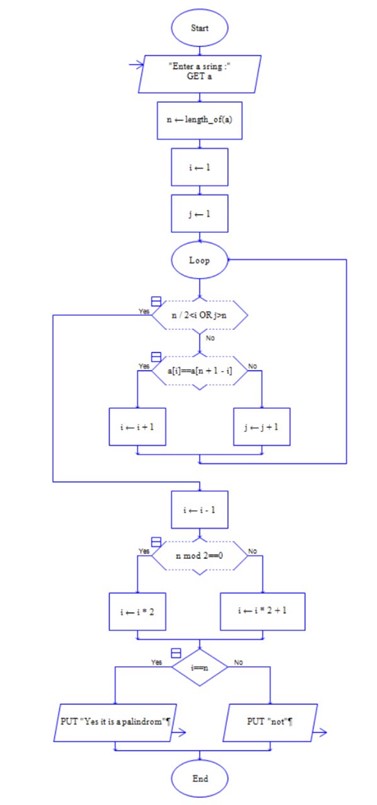 Start
"Enter a sring :"
GET a
n ← length_of(a)
i ← 1
j ← 1
Loop
n / 2<i OR j>n
Yes
No
a[i]==a[n + 1 - i]
Yes
No
i ← i + 1
j ← j + 1
i ← i - 1
n mod 2==0
Yes
No
i ← i * 2
i ← i * 2 + 1
i==n
Yes
No
PUT "Yes it is a palindrom"¶
PUT "not"¶
End